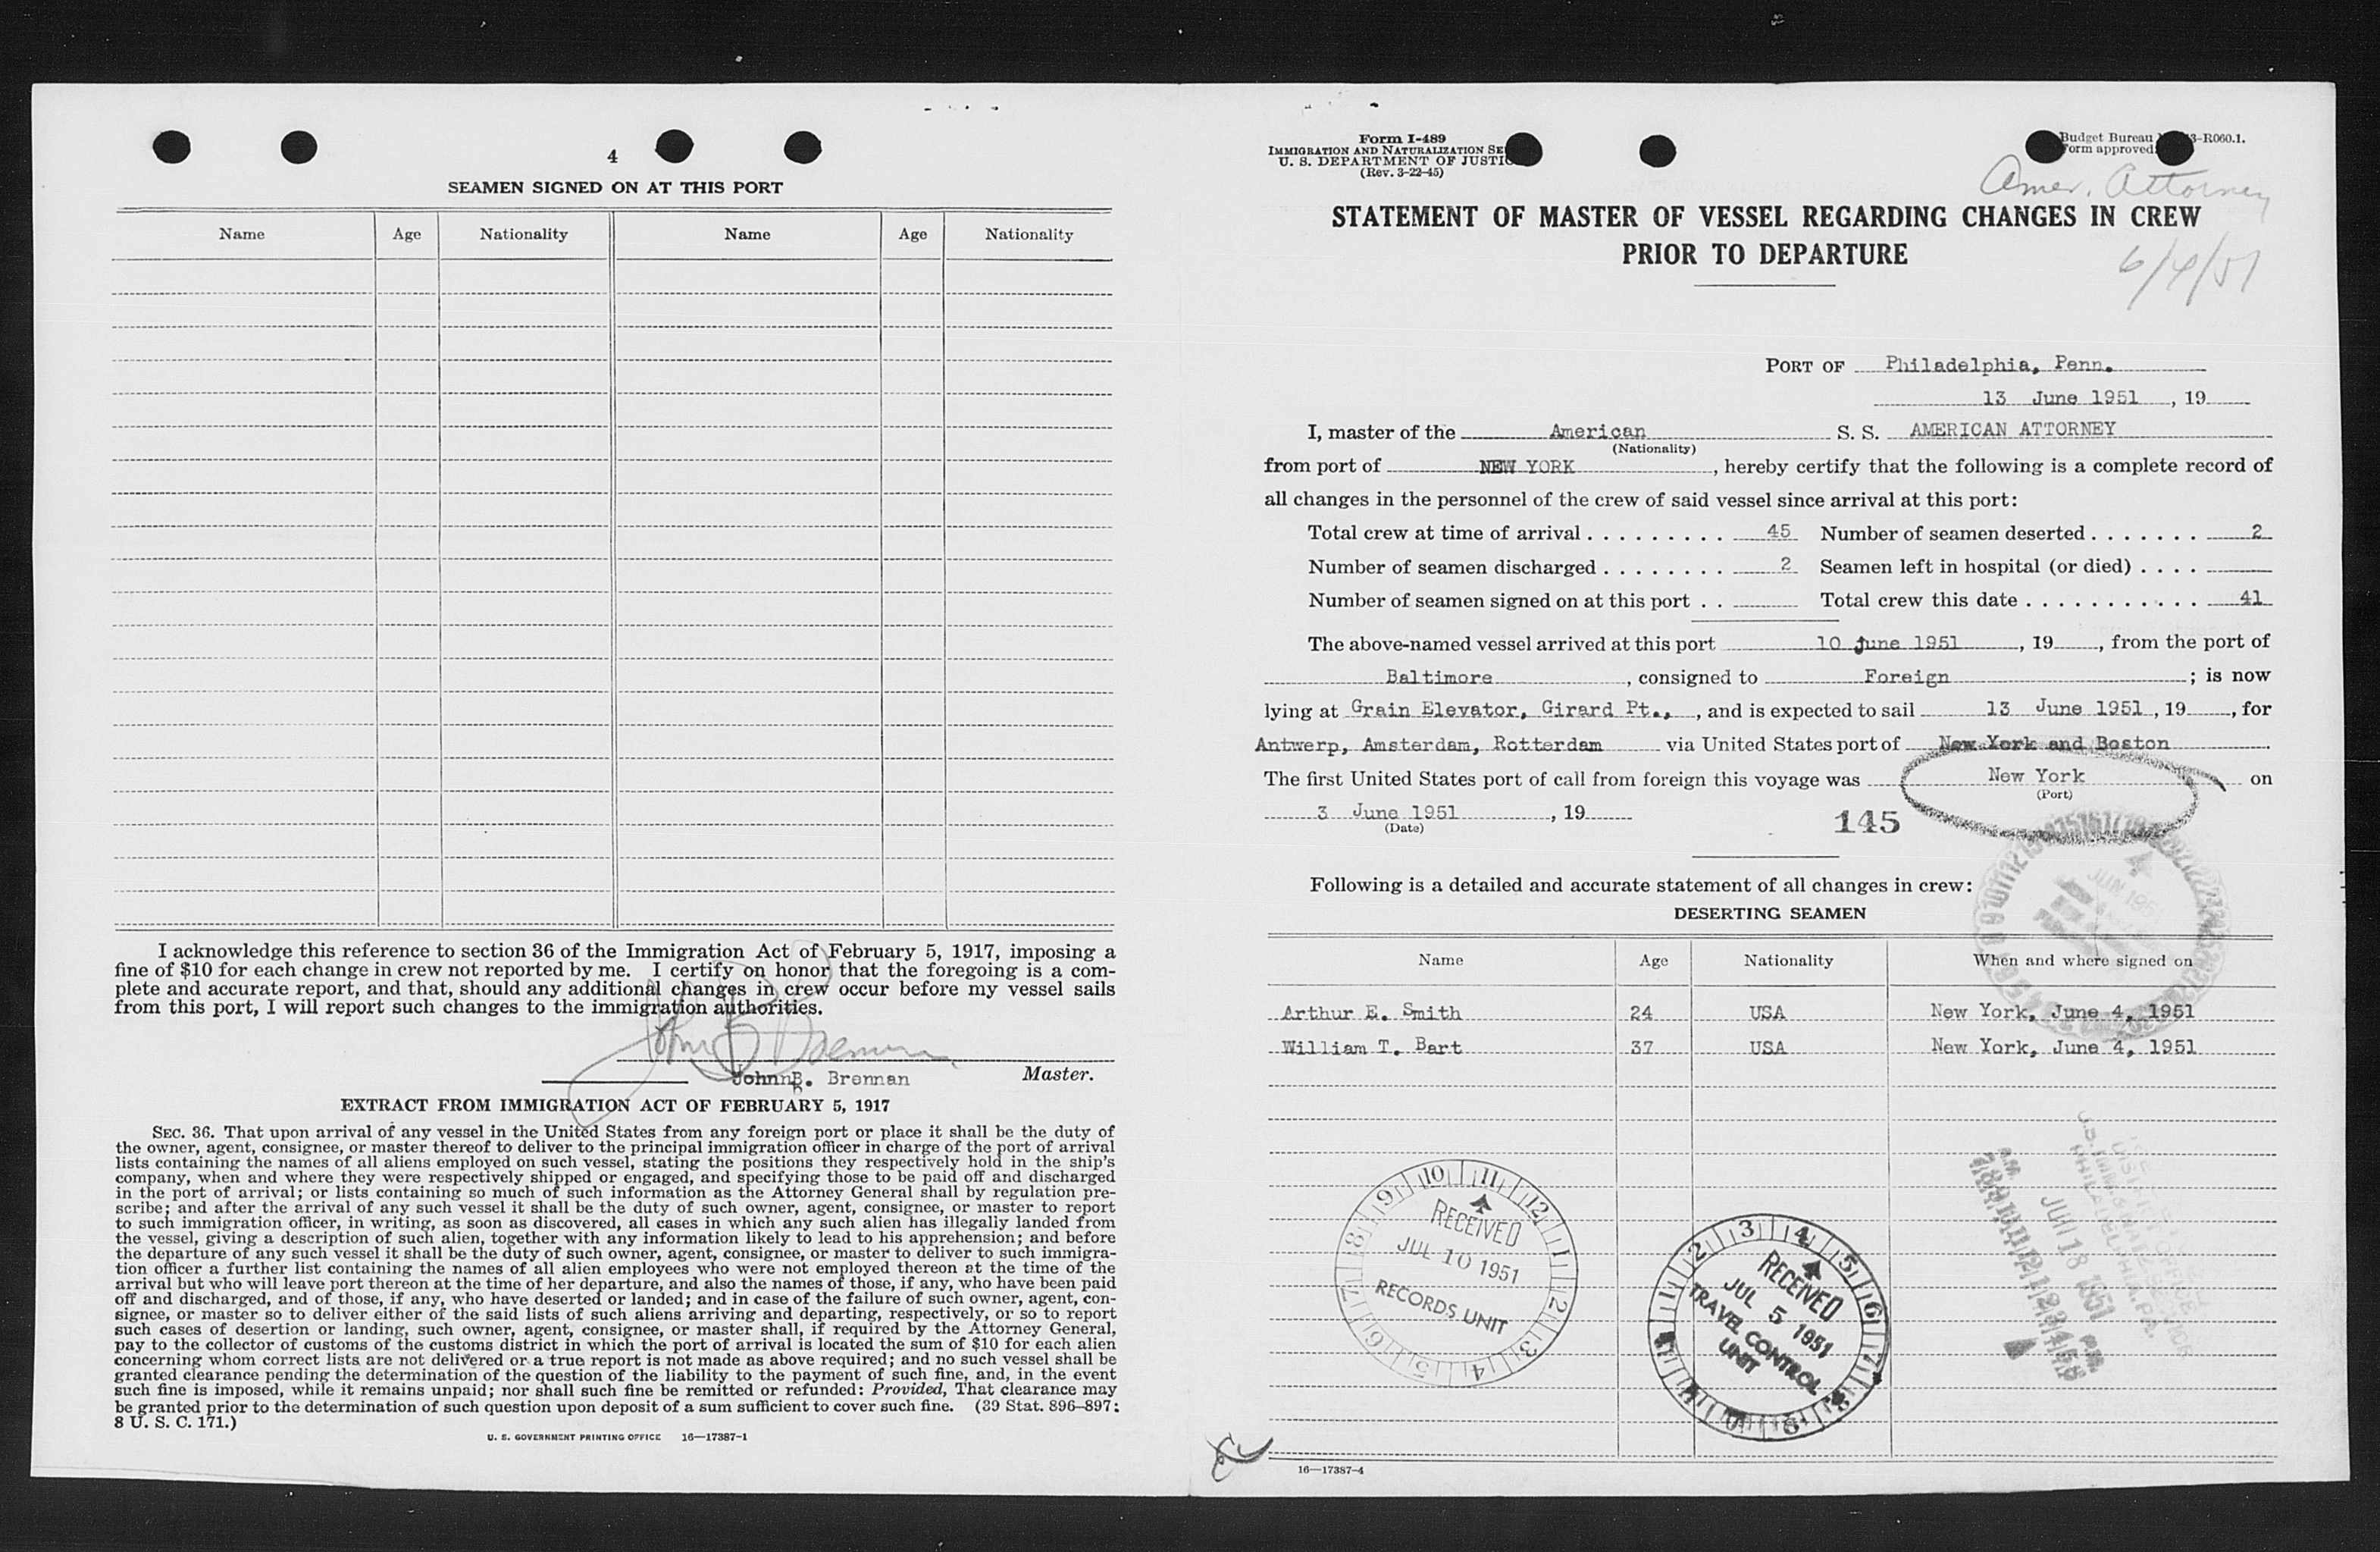 4
SEAMEN SIGNED ON AT THIS PORT
Name Age Nationality Name Age Nationality
I acknowledge this reference to section 36 of the Immigration Act of February 5, 1917, imposing a
fine of $10 for each change in crew not reported by me. I certify on honor that the foregoing is a com-
plete and accurate report, and that, should any additional changes in crew occur before my vessel sails
from this port, I will report such changes to the immigration authorities.
John B Brennan
JohnnB. Brennan Master.
EXTRACT FROM IMMIGRATION ACT OF FEBRUARY 5, 1917
SEC. 36. That upon arrival of any vessel in the United States from any foreign port or place it shall be the duty of
the owner, agent, consignee, or master thereof to deliver to the principal immigration officer in charge of the port of arrival
lists containing the names of all aliens employed on such vessel, stating the positions they respectively hold in the ship's
company, when and where they were respectively shipped or engaged, and specifying those to be paid off and discharged
in the port of arrival; or lists containing so much of such information as the Attorney General shall by regulation pre-
scribe; and after the arrival of any such vessel it shall be the duty of such owner, agent, consignee, or master to report
to such immigration officer, in writing, as soon as discovered, all cases in which any such alien has illegally landed from
the vessel, giving a description of such alien, together with any information likely to lead to his apprehension; and before
the departure of any such vessel it shall be the duty of such owner, agent, consignee, or master to deliver to such immigra-
tion officer a further list containing the names of all alien employees who were not employed thereon at the time of the
arrival but who will leave port thereon at the time of her departure, and also the names of those, if any, who have been paid
off and discharged, and of those, if any, who have deserted or landed; and in case of the failure of such owner, agent, con-
signee, or master so to deliver either of the said lists of such aliens arriving and departing, respectively, or so to report
such cases of desertion or landing, such owner, agent, consignee, or master shall, if required by the Attorney General,
pay to the collector of customs of the customs district in which the port of arrival is located the sum of $10 for each alien
concerning whom correct lists are not delivered or a true report is not made as above required; and no such vessel shall be
granted clearance pending the determination of the question of the liability to the payment of such fine, and, in the event
such fine is imposed, while it remains unpaid; nor shall such fine be remitted or refunded: Provided, That clearance may
be granted prior to the determination of such question upon deposit of a sum sufficient to cover such fine. (39 Stat. 896–897;
8 U. S. C. 171.)
U. S. GOVERNMENT PRINTING OFFICE 16—17387-1
Form I-489
IMMIGRATION AND NATURALIZATION SE
U. S. DEPARTMENT OF JUSTIC
(Rev. 3-22-45)
Budget Bureau 3-R060.1.
Form approved.
Amer. Attorney
STATEMENT OF MASTER OF VESSEL REGARDING CHANGES IN CREW
PRIOR TO DEPARTURE
6/4/51
PORT OF Philadelphia, Penn.
13 June 1951, 19
I, master of the American S. S. AMERICAN ATTORNEY
(Nationality)
from port of NEW YORK, hereby certify that the following is a complete record of
all changes in the personnel of the crew of said vessel since arrival at this port:
Total crew at time of arrival 45 Number of seamen deserted 2
Number of seamen discharged 2 Seamen left in hospital (or died)
Number of seamen signed on at this port Total crew this date 41
The above-named vessel arrived at this port 10 June 1951, 19, from the port of
Baltimore, consigned to Foreign; is now
lying at Grain Elevator, Girard Pt., , and is expected to sail 13 June 1951, 19, for
Antwerp, Amsterdam, Rotterdam via United States port of New York and Boston
The first United States port of call from foreign this voyage was New York on
(Port)
3 June 1951, 19
(Date)
145
Following is a detailed and accurate statement of all changes in crew:
DESERTING SEAMEN
Name Age Nationality When and where signed on
Arthur E. Smith 24 USA New York, June 4, 1951
William T. Bart 37 USA New York, June 4, 1951
RECEIVED
JUL 10 1951
RECORDS UNIT
RECEIVED
JUL 5 1951
TRAVEL CONTROL
UNIT
JUN 18 1951
PHILADELPHIA, PA.
16—17387-4